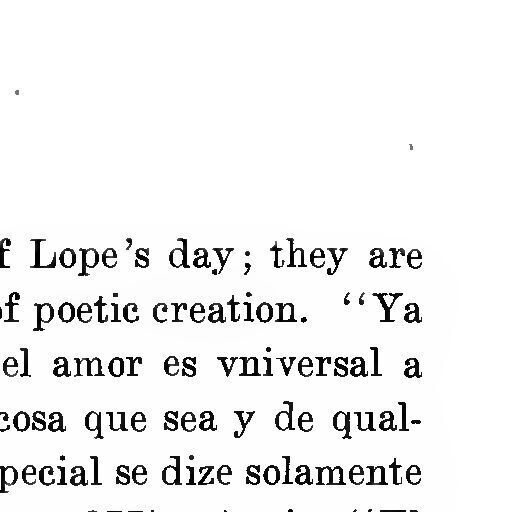 f Lope's day; they are
of poetic creation. "Ya
el amor es vniversal a
cosa que sea y de qual-
pecial se dize solamente